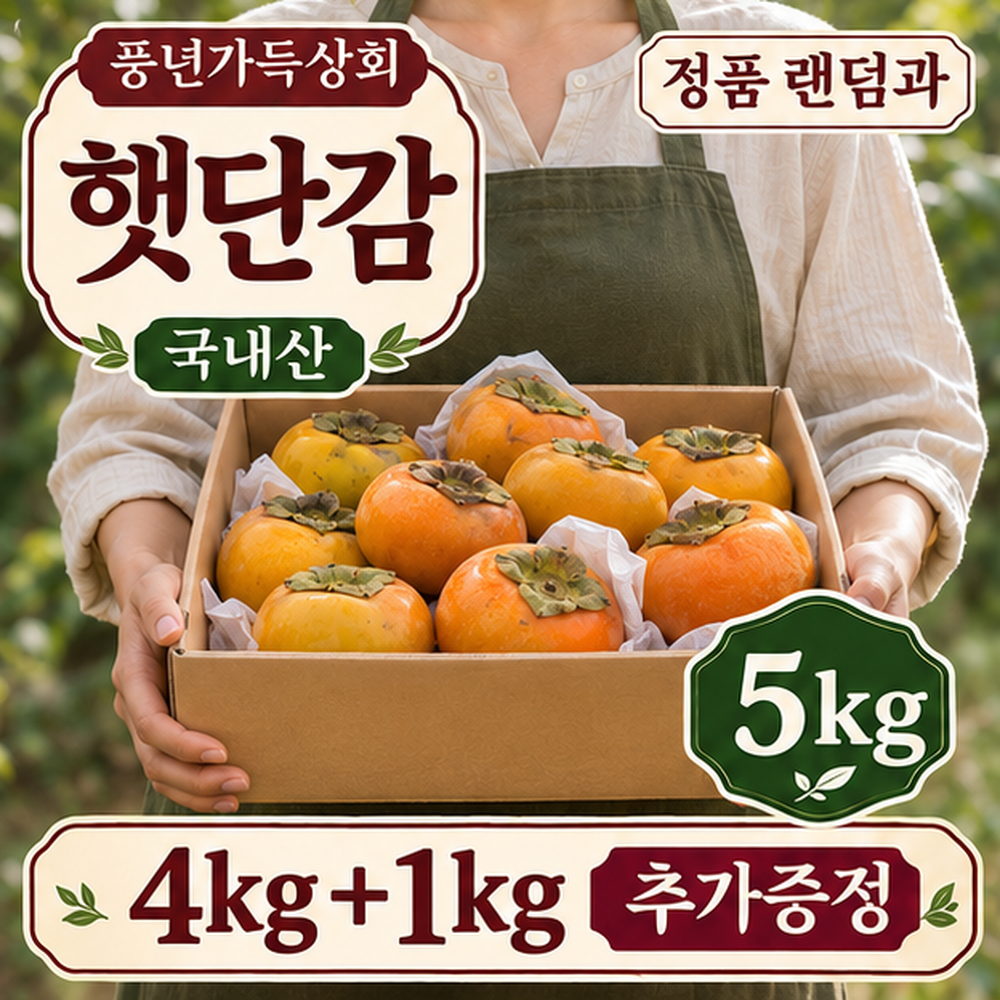 풍년가득상회
햇단감
국내산
정품 랜덤과
5kg
4kg+1kg 추가증정